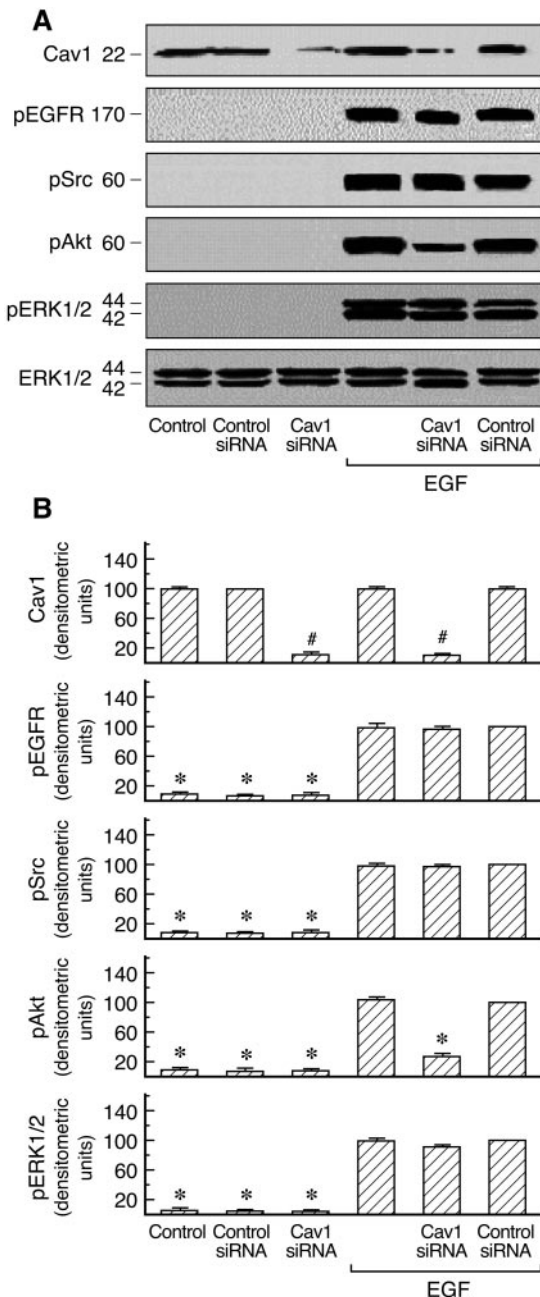 A
Cav1 22
pEGFR 170
pSrc 60
pAkt 60
pERK1/2 44
42
ERK1/2 44
42
Control Control siRNA Cav1 siRNA Cav1 siRNA Control siRNA
EGF
B
Cav1 (densitometric units)
140
100
60
20
# #
pEGFR (densitometric units)
140
100
60
20
* * *
pSrc (densitometric units)
140
100
60
20
* * *
pAkt (densitometric units)
140
100
60
20
* * * *
pERK1/2 (densitometric units)
140
100
60
20
* * *
Control Control siRNA Cav1 siRNA Cav1 siRNA Control siRNA
EGF